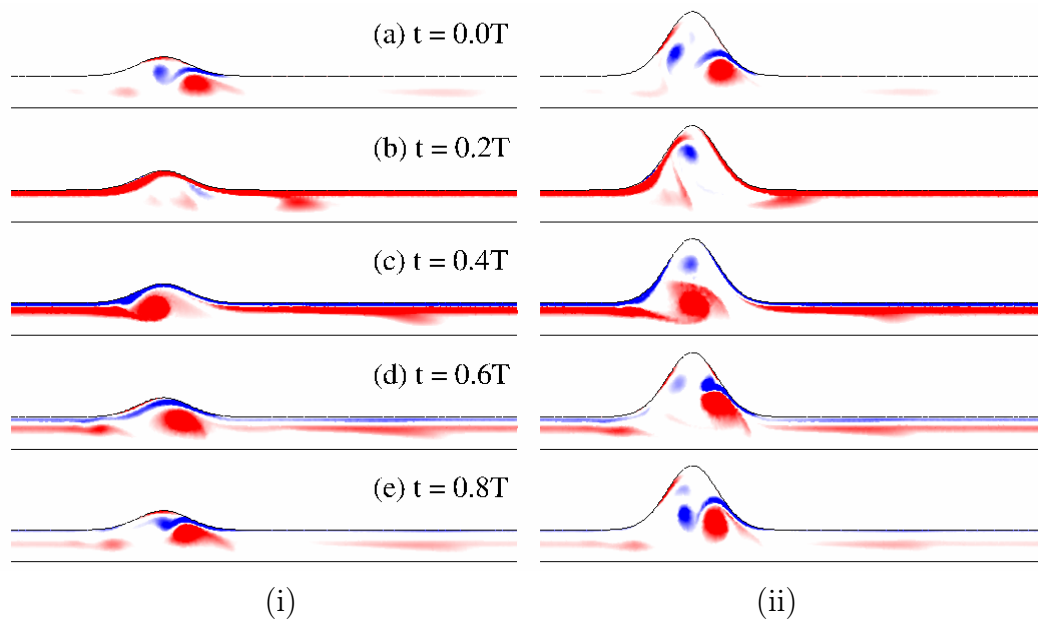 (a) t = 0.0T
(b) t = 0.2T
(c) t = 0.4T
(d) t = 0.6T
(e) t = 0.8T
(i)
(ii)